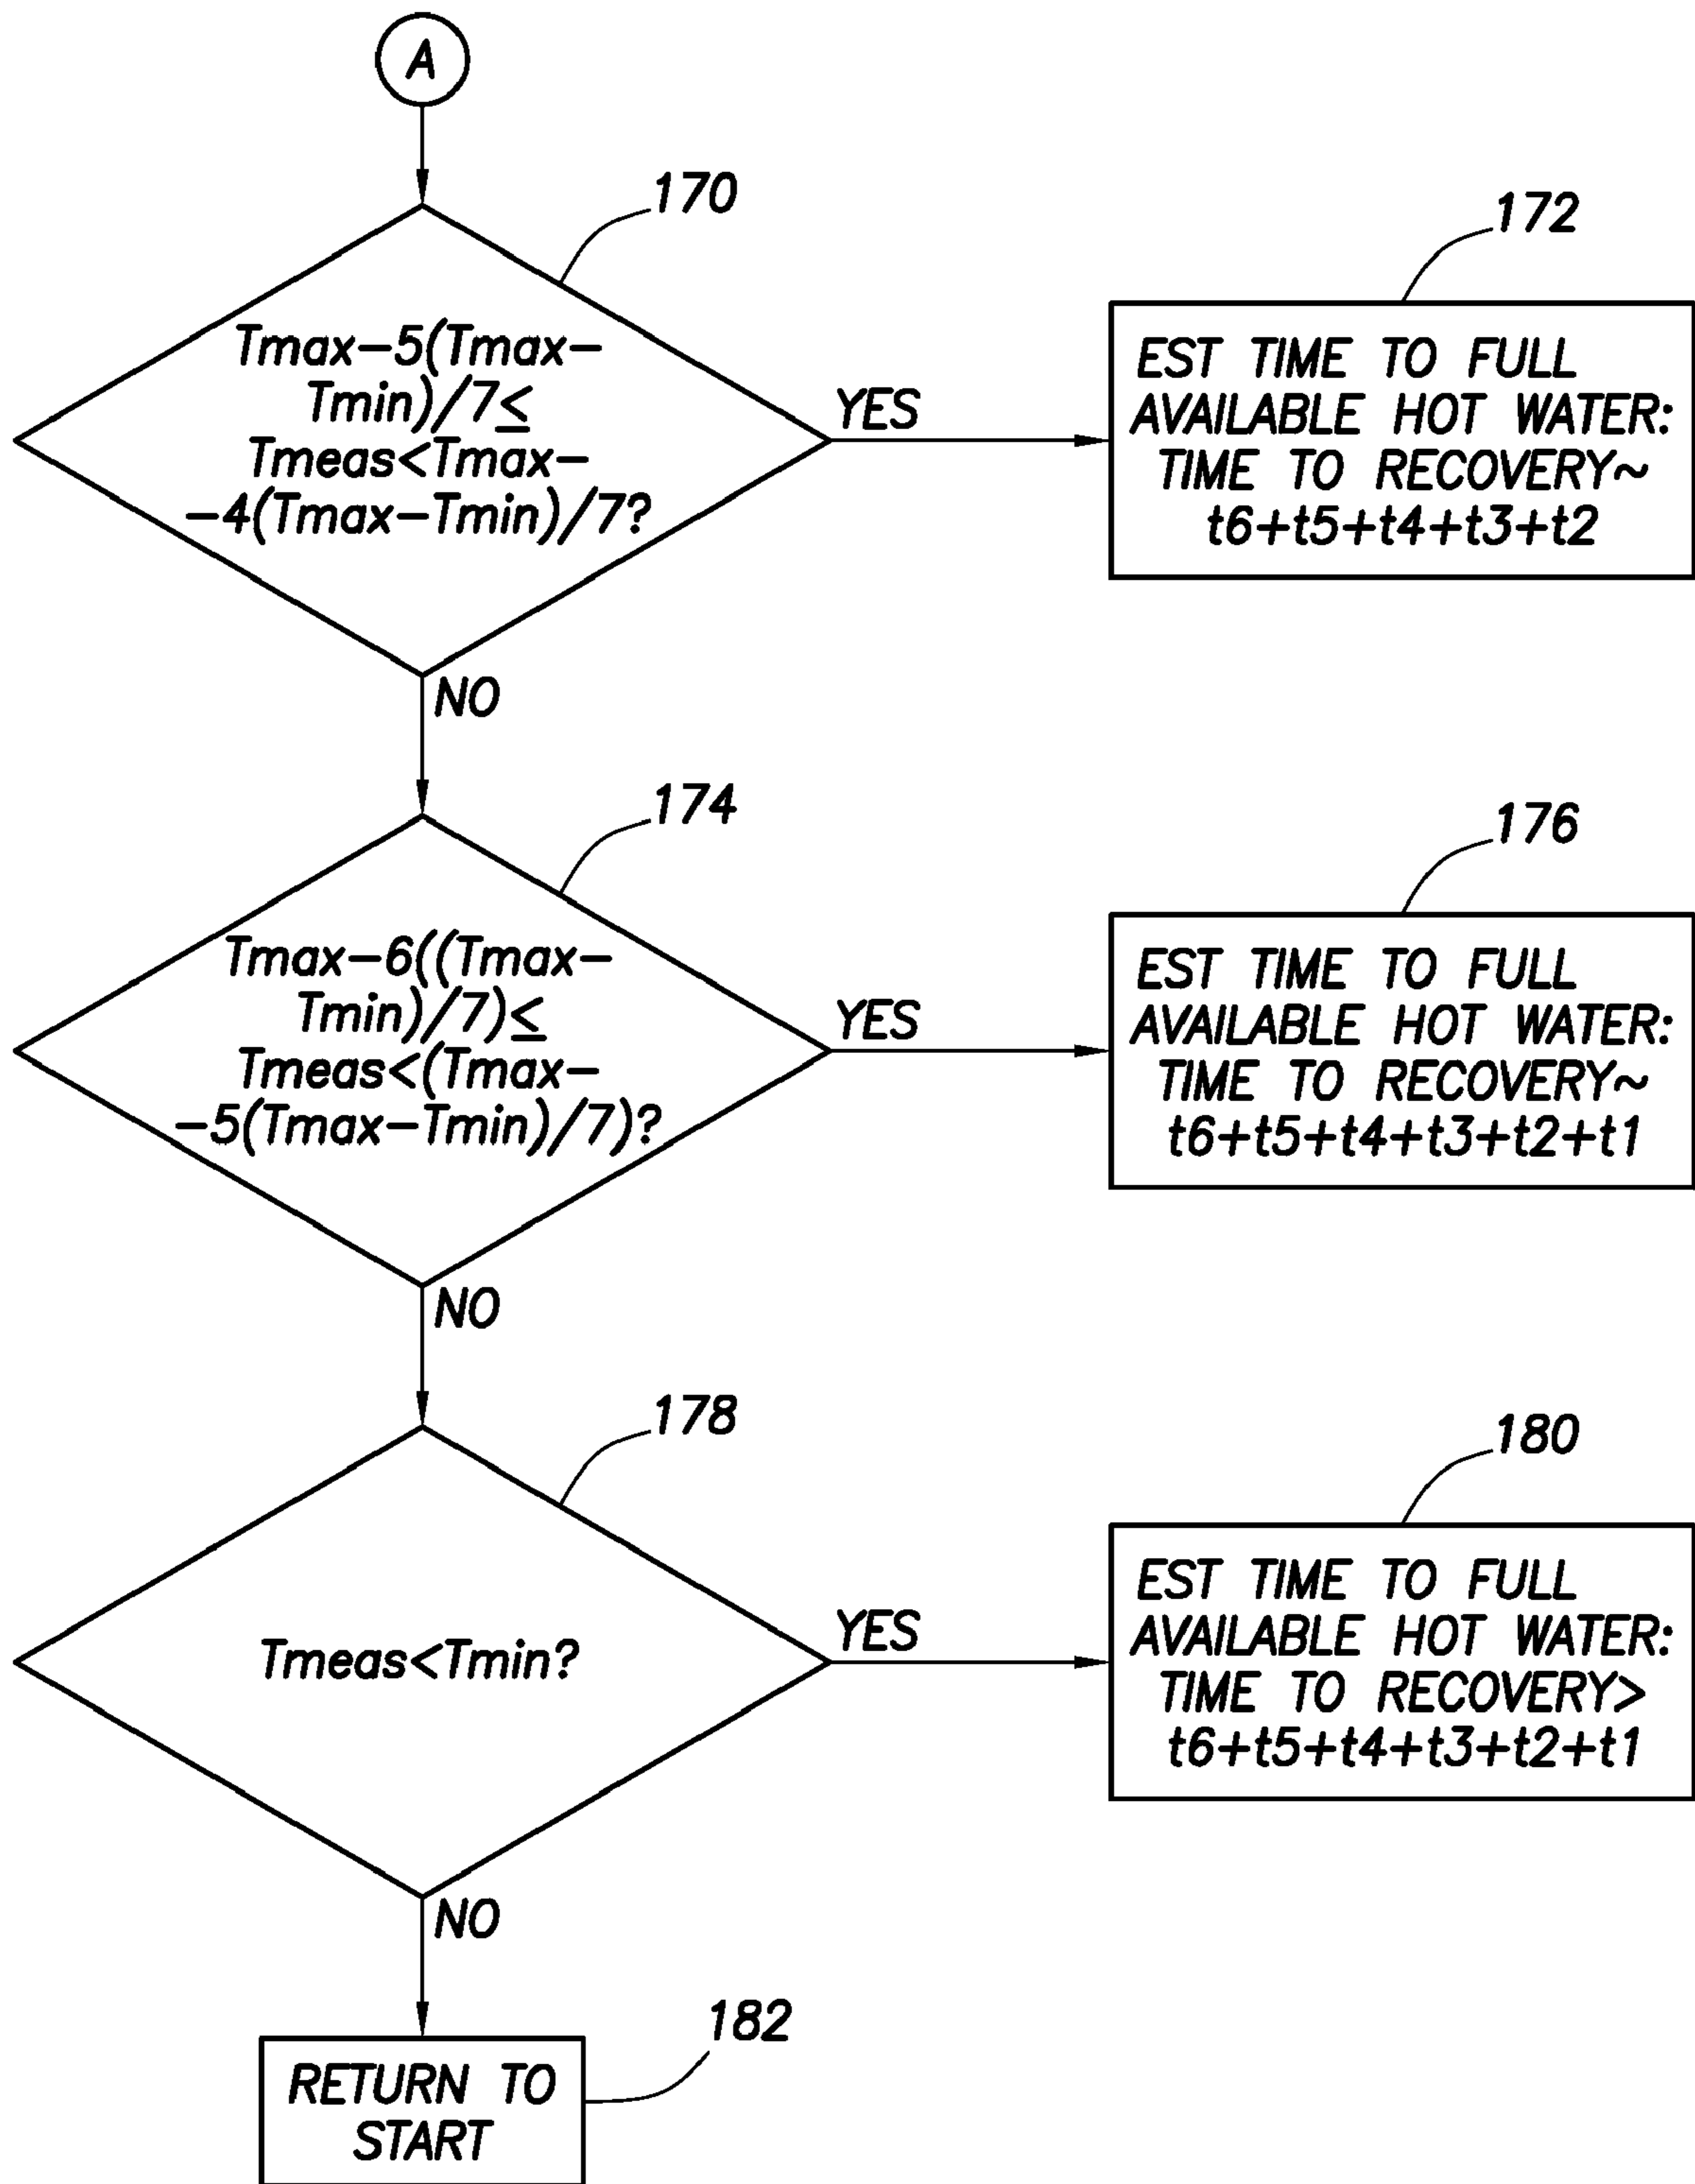 A
170
Tmax-5(Tmax-
Tmin)/7≤
Tmeas<Tmax-
-4(Tmax-Tmin)/7?
YES
172
EST TIME TO FULL
AVAILABLE HOT WATER:
TIME TO RECOVERY~
t6+t5+t4+t3+t2
NO
174
Tmax-6((Tmax-
Tmin)/7)≤
Tmeas<(Tmax-
-5(Tmax-Tmin)/7)?
YES
176
EST TIME TO FULL
AVAILABLE HOT WATER:
TIME TO RECOVERY~
t6+t5+t4+t3+t2+t1
NO
178
Tmeas<Tmin?
YES
180
EST TIME TO FULL
AVAILABLE HOT WATER:
TIME TO RECOVERY>
t6+t5+t4+t3+t2+t1
NO
182
RETURN TO
START